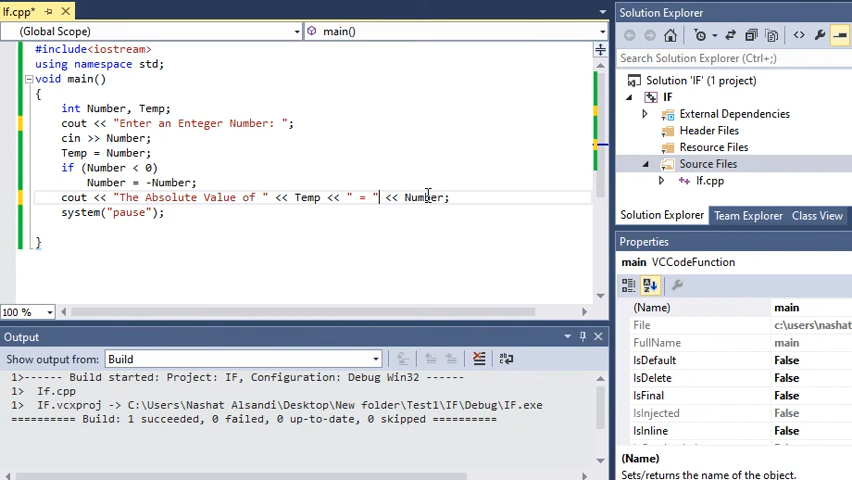 If.cpp*
(Global Scope)
main()
#include<iostream>
using namespace std;
void main()
{
int Number, Temp;
cout << "Enter an Enteger Number: ";
cin >> Number;
Temp = Number;
if (Number < 0)
Number = -Number;
cout << "The Absolute Value of " << Temp << " = " << Number;
system("pause");
}
100 %
Output
Show output from: Build
1>------ Build started: Project: IF, Configuration: Debug Win32 ------
1>  If.cpp
1>  IF.vcxproj -> C:\Users\Nashat Alsandi\Desktop\New folder\Test1\IF\Debug\IF.exe
========== Build: 1 succeeded, 0 failed, 0 up-to-date, 0 skipped ==========
Solution Explorer
Search Solution Explorer (Ctrl+;)
Solution 'IF' (1 project)
IF
External Dependencies
Header Files
Resource Files
Source Files
If.cpp
Solution Explorer Team Explorer Class View
Properties
main VCCodeFunction
(Name) main
File c:\users\nashat
FullName main
IsDefault False
IsDelete False
IsFinal False
IsInjected False
IsInline False
(Name)
Sets/returns the name of the object.